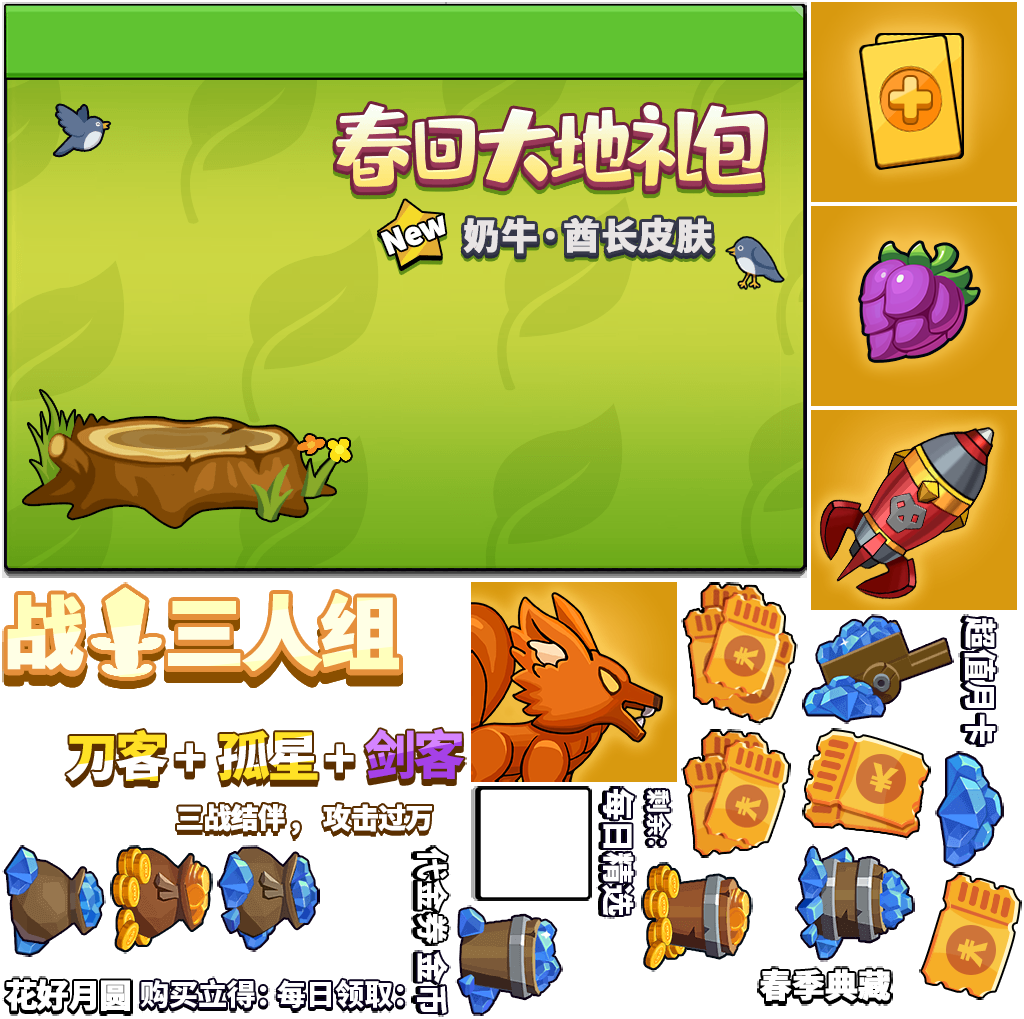 春回大地礼包
New 奶牛·酋长皮肤
战三人组
刀客+孤星+剑客
三战结伴，攻击过万
超值月卡
剩余：
每日精选
代金券
金币
花好月圆
购买立得：
每日领取：
春季典藏